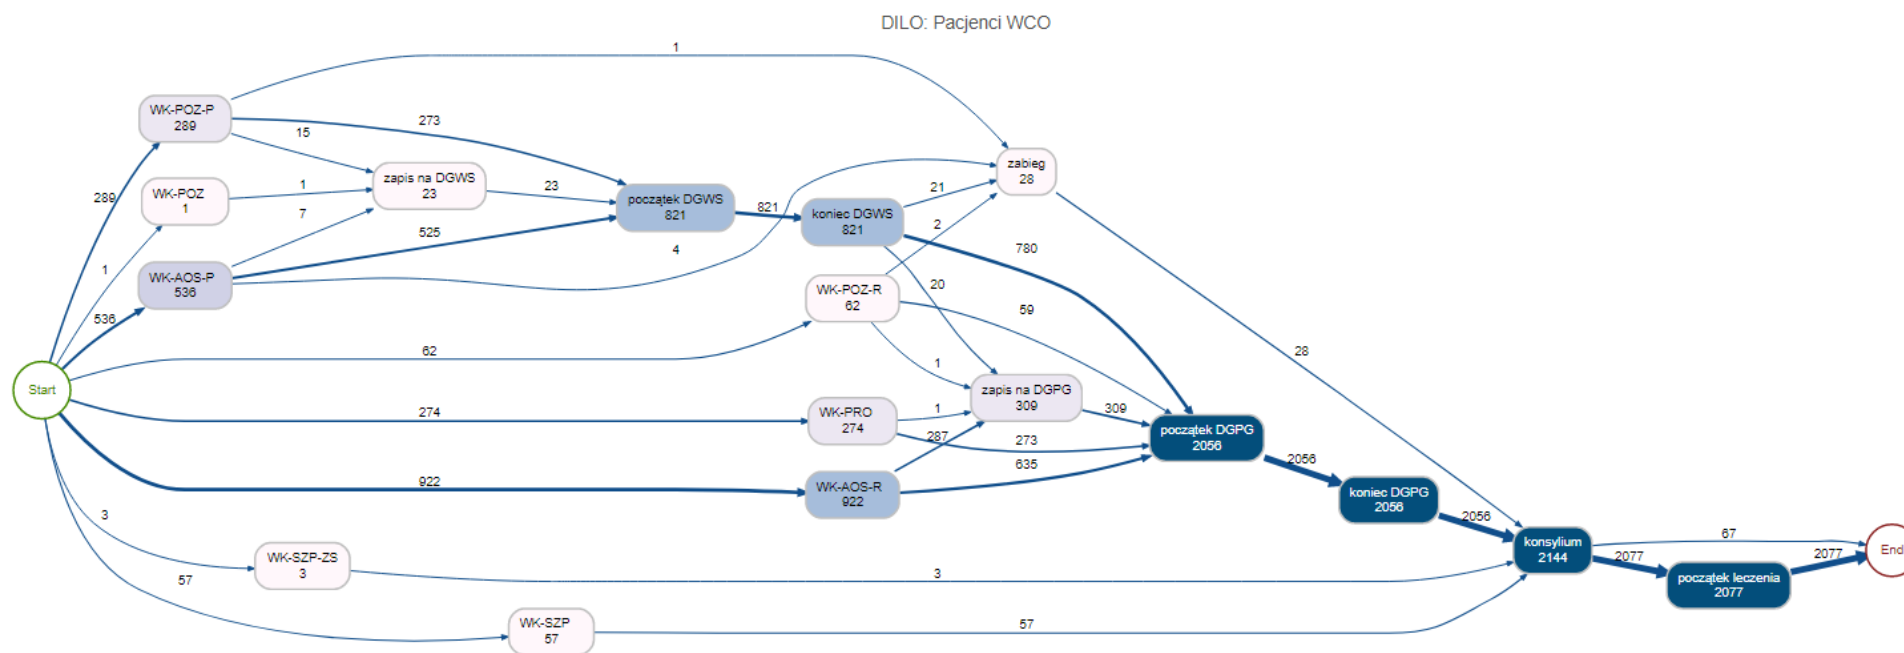 DILO: Pacjenci WCO
1
WK-POZ-P
289
273
15
zapis na DGWS
23
23
WK-POZ
1
1
7
początek DGWS
821
821
koniec DGWS
821
zabieg
28
21
2
289
1
525
4
780
WK-AOS-P
536
536
20
WK-POZ-R
62
59
62
1
28
Start
zapis na DGPG
309
309
274
WK-PRO
274
1
287
273
635
początek DGPG
2056
2056
922
WK-AOS-R
922
koniec DGPG
2056
2056
3
WK-SZP-ZS
3
3
konsylium
2144
67
2077
początek leczenia
2077
2077
End
57
WK-SZP
57
57